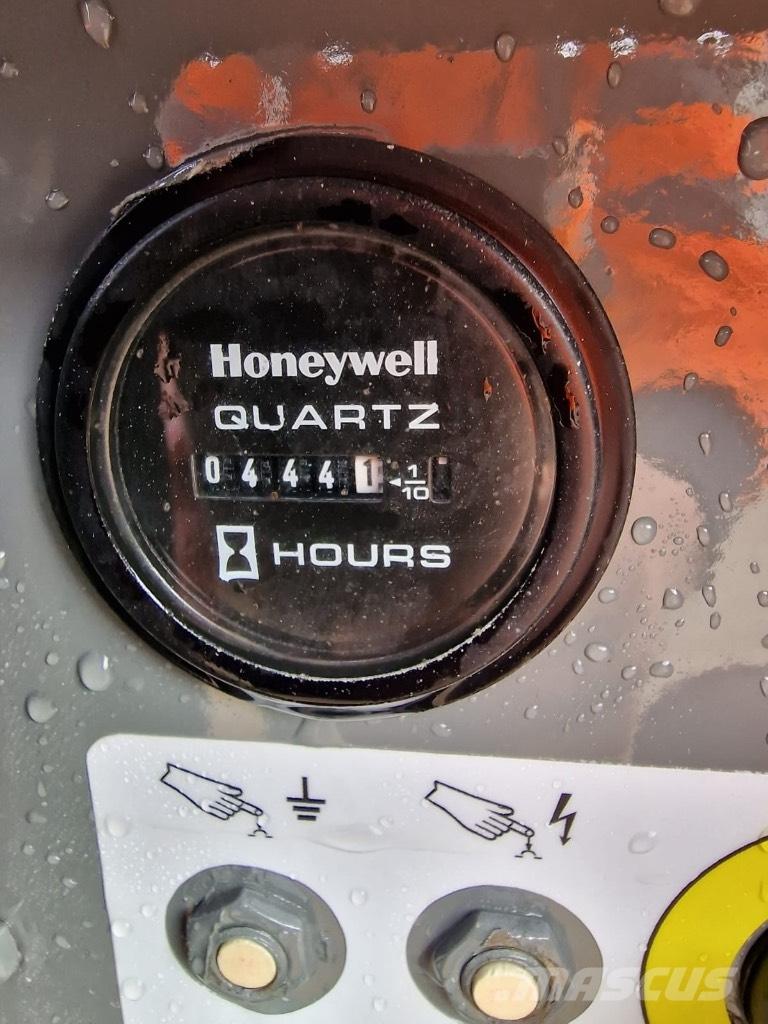 Honeywell
QUARTZ
04441 ◄1/10
HOURS
MASCUS